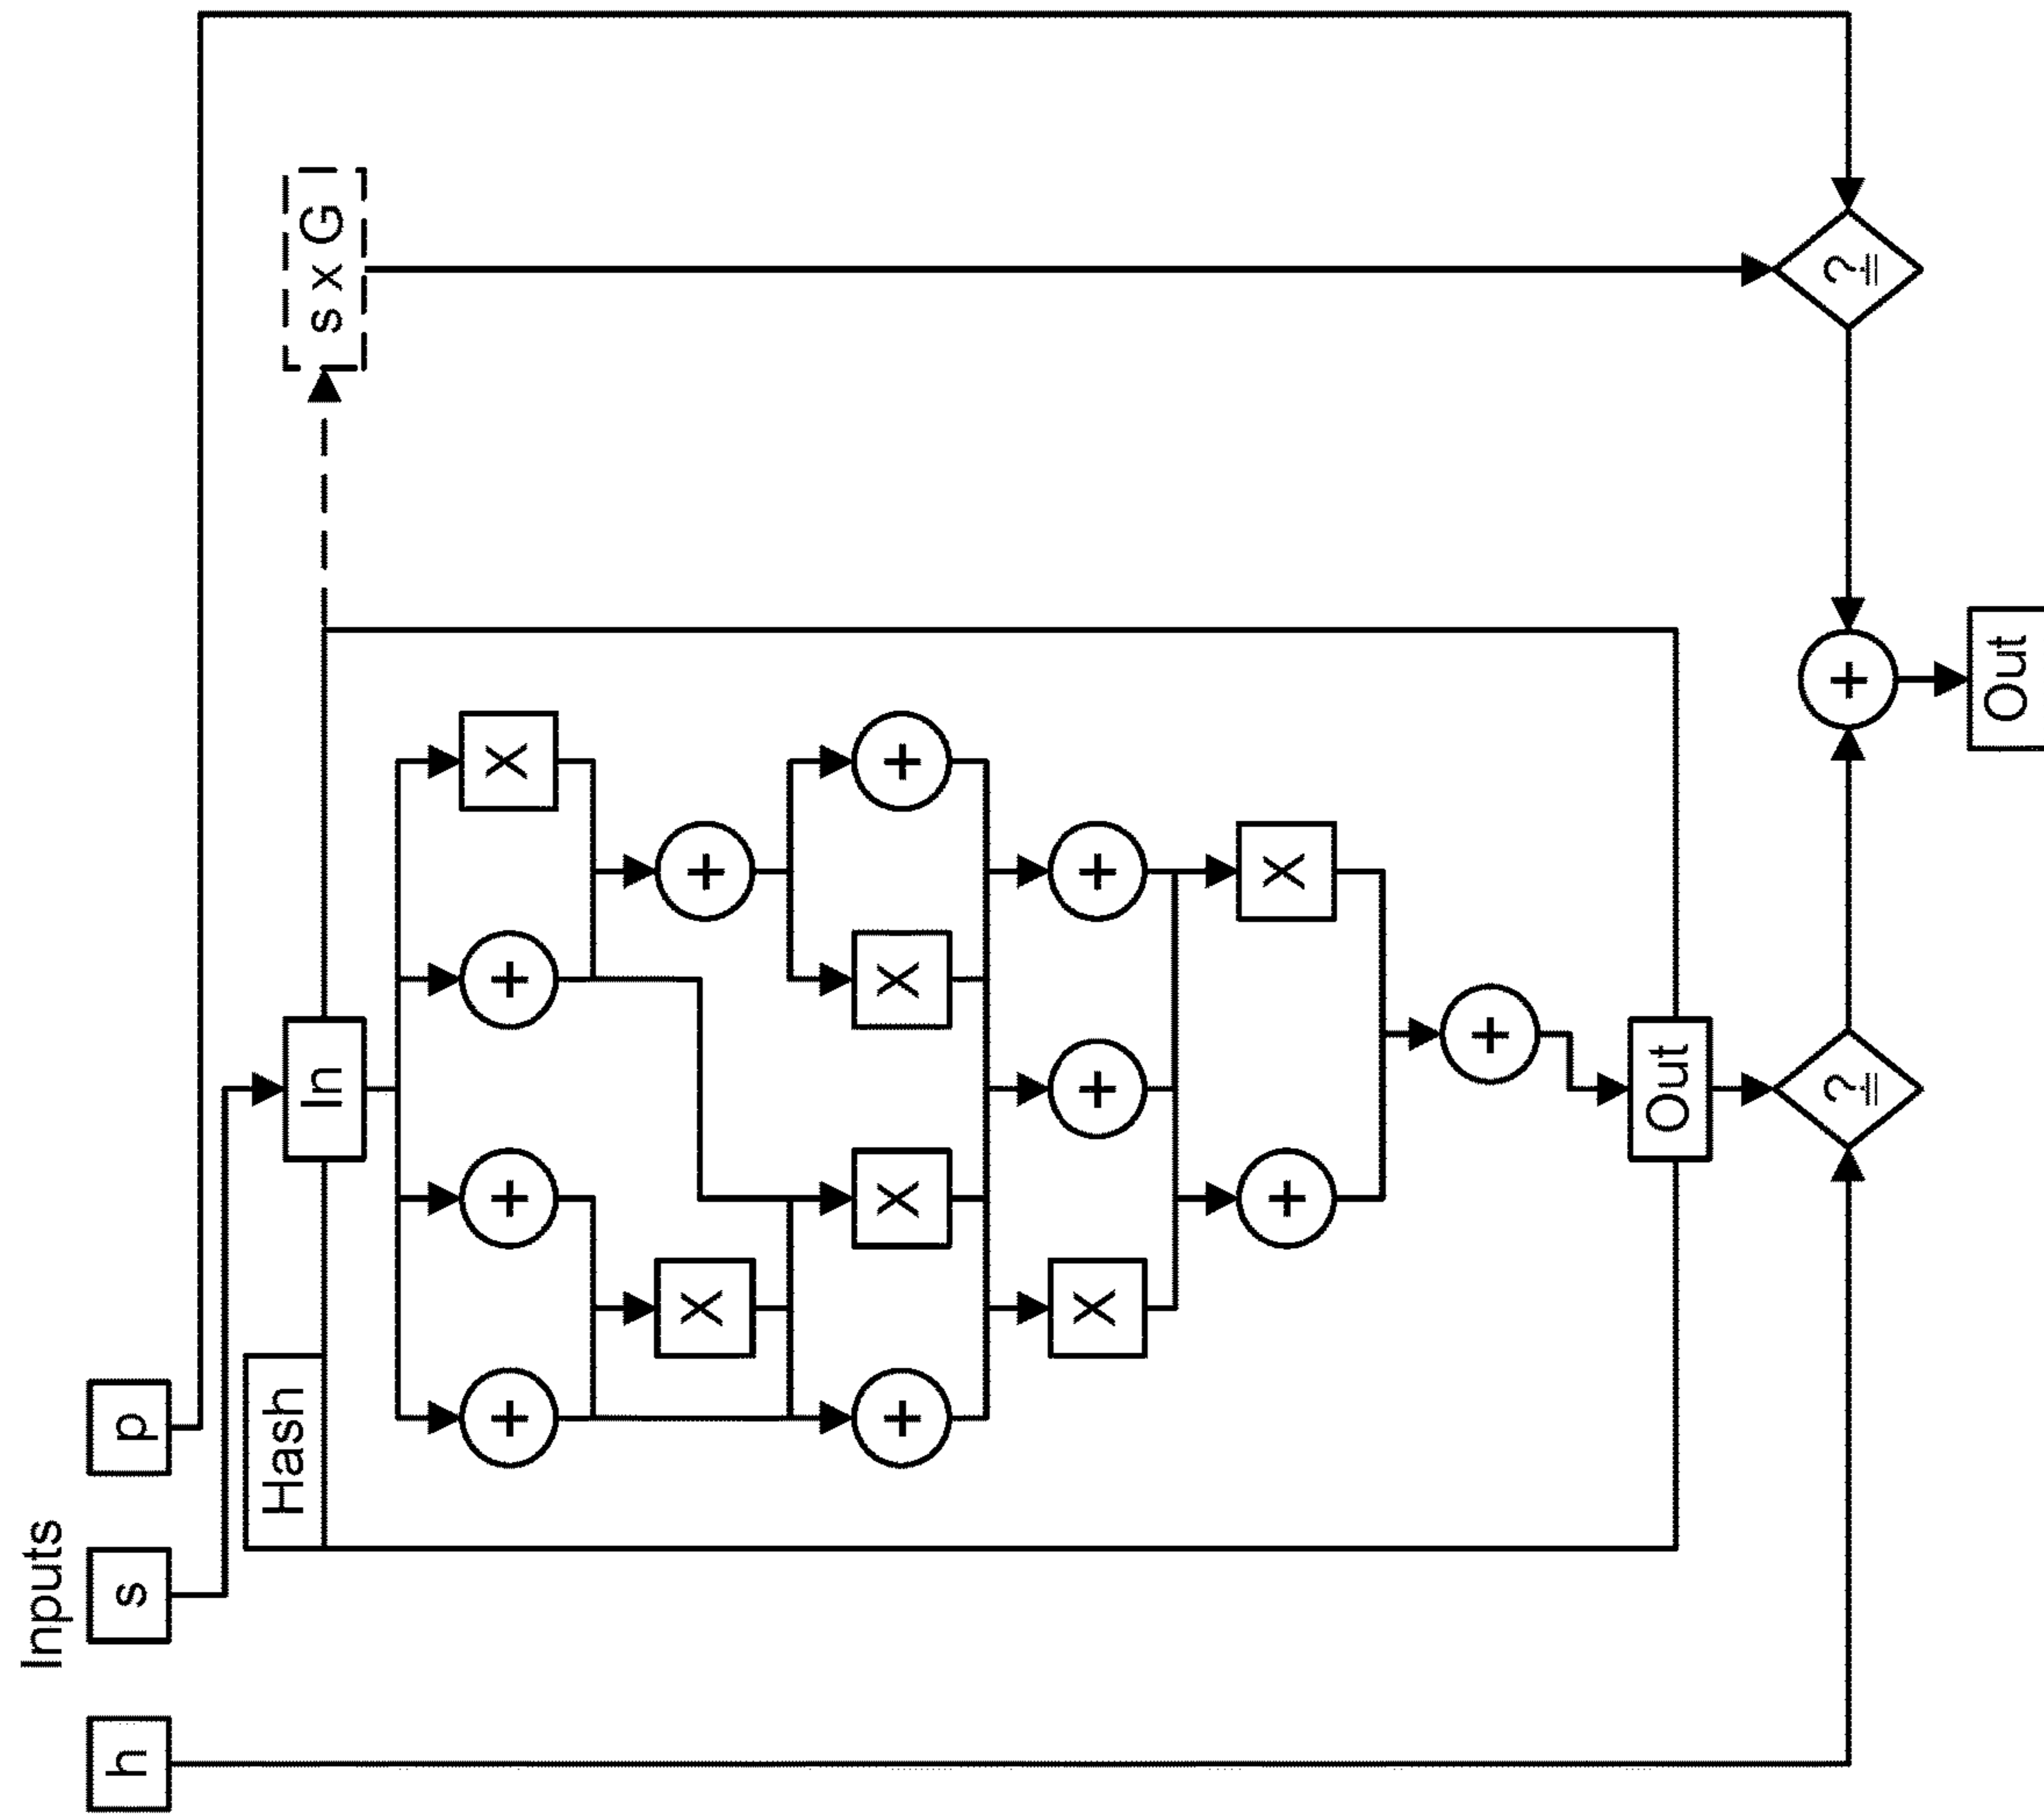 Inputs
h s p
Hash
In s x G
+ + + X
X +
+ X X +
X + +
+ X
+
Out
?= + ?=
Out